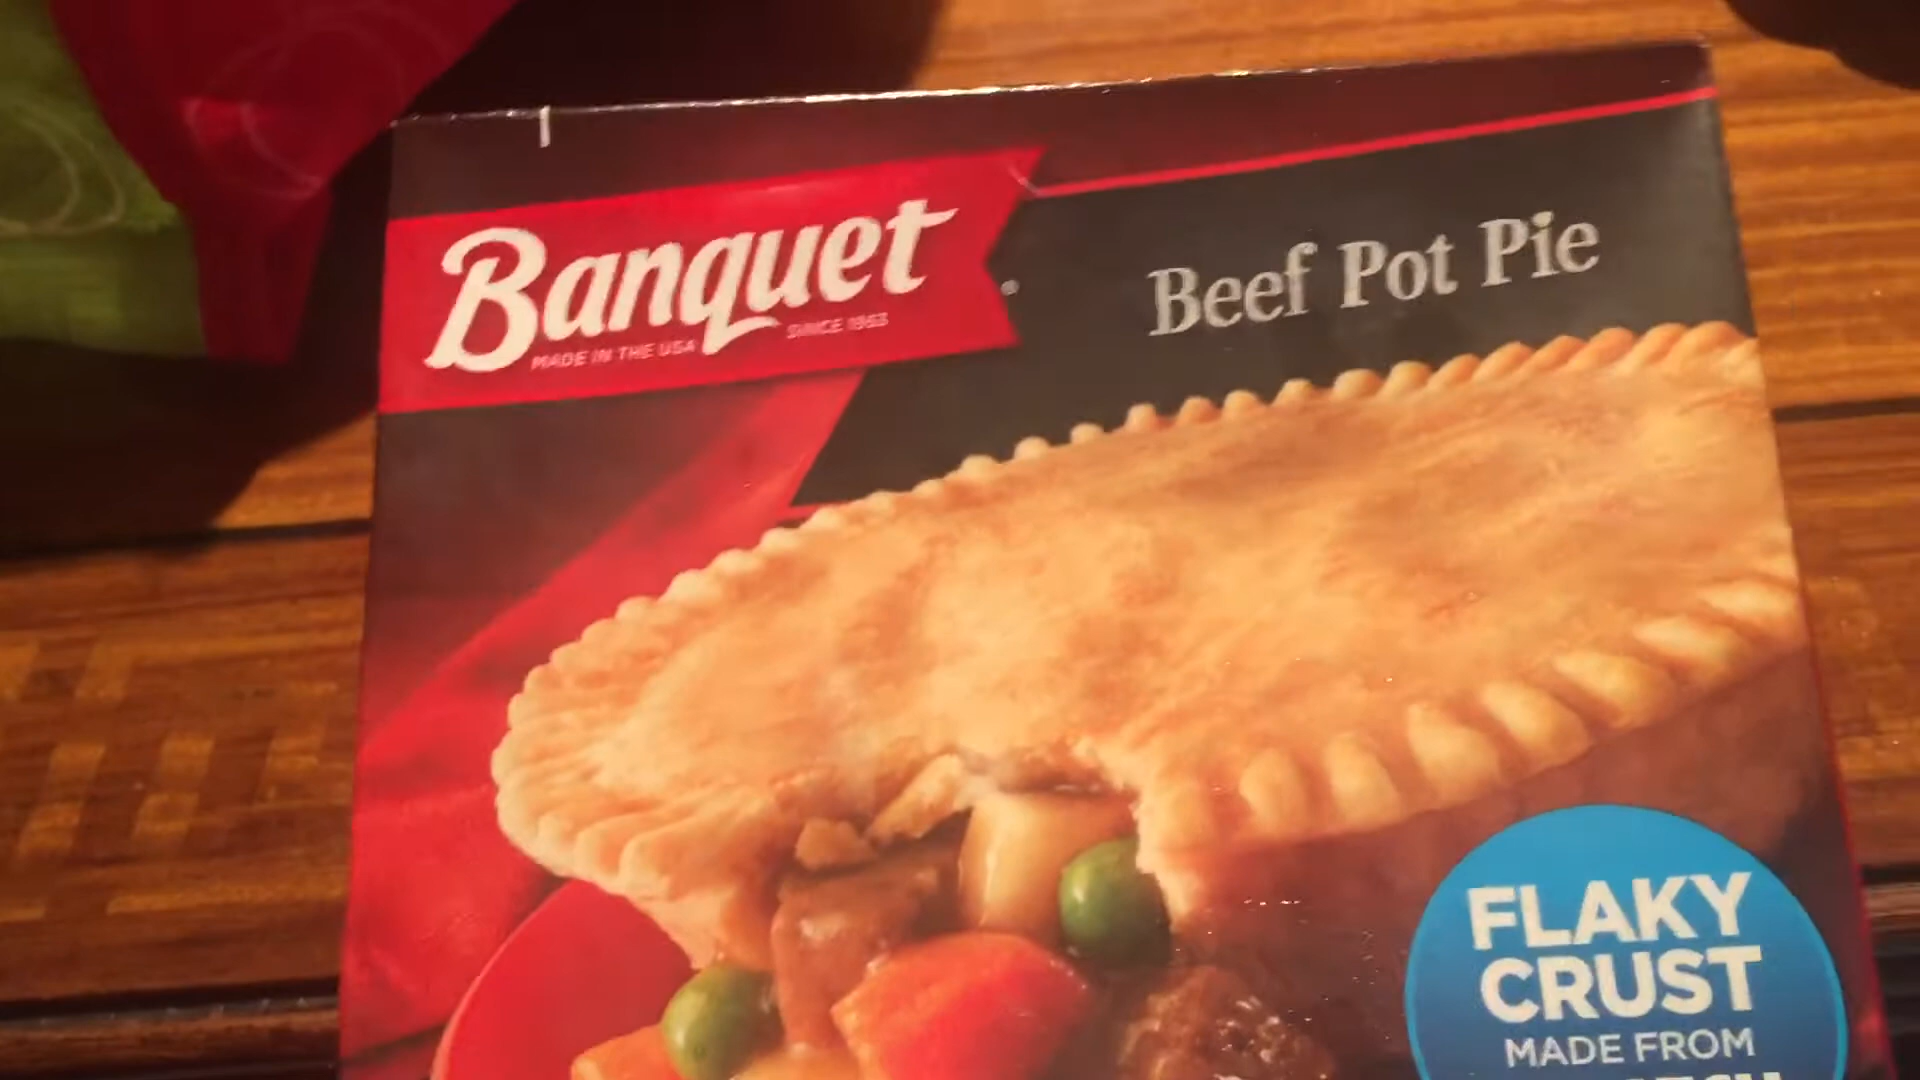 Banquet
MADE IN THE USA
SINCE 1953
Beef Pot Pie
FLAKY
CRUST
MADE FROM